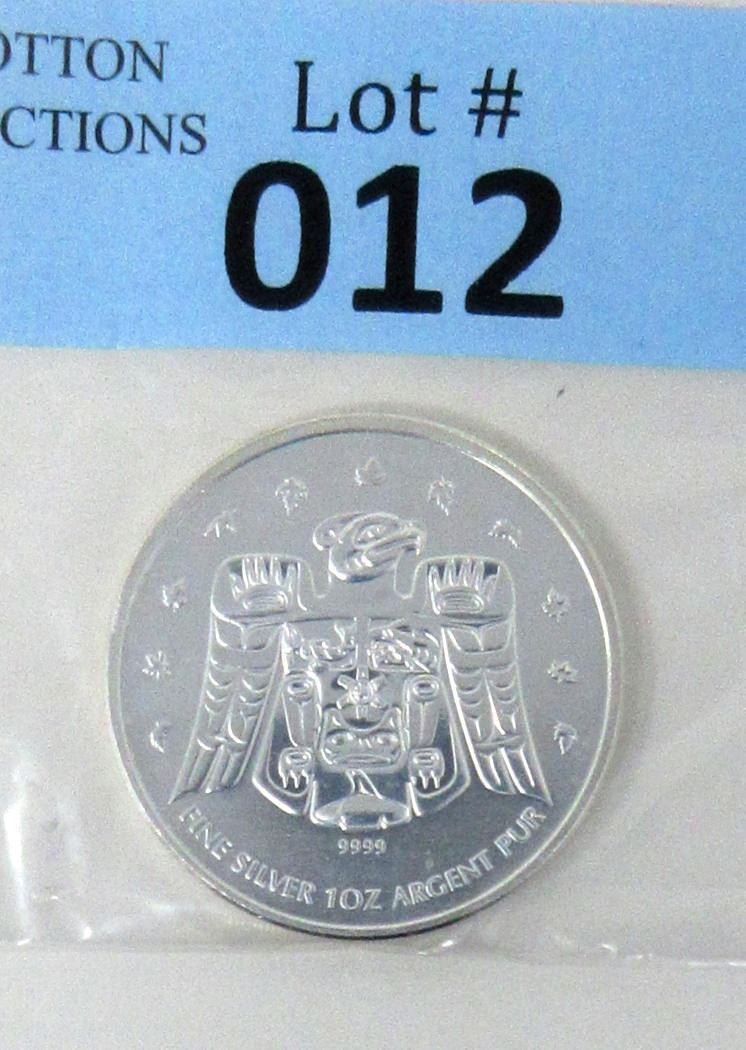 OTTON
CTIONS
Lot #
012
9999
FINE SILVER 1OZ ARGENT PUR